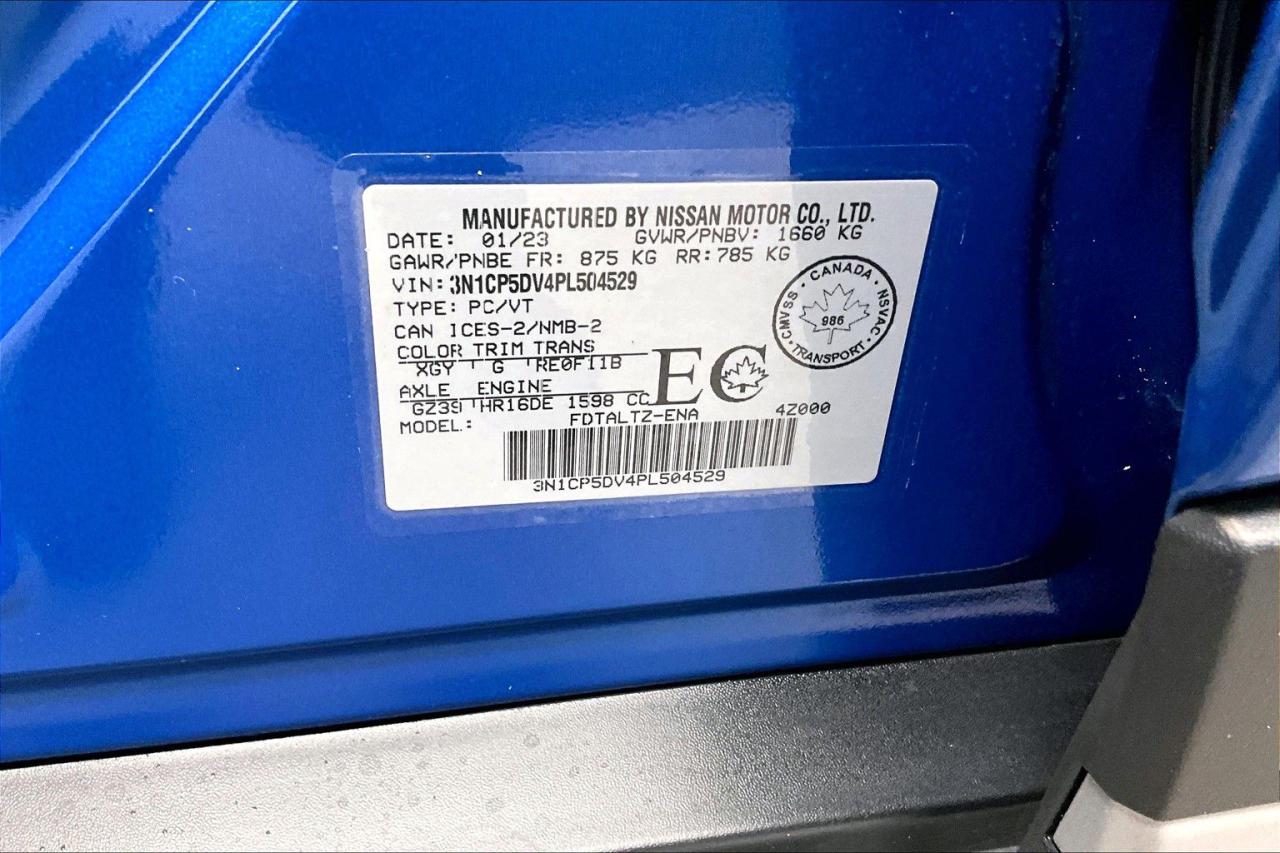 MANUFACTURED BY NISSAN MOTOR CO., LTD.
DATE: 01/23 GVWR/PNBV: 1660 KG
GAWR/PNBE FR: 875 KG RR: 785 KG
VIN: 3N1CP5DV4PL504529
TYPE: PC/VT
CAN ICES-2/NMB-2
COLOR TRIM TRANS
XGY G RE0F11B
AXLE ENGINE
GZ39 HR16DE 1598 CC
EC
CANADA
CMVSS · NSVAC
986
TRANSPORT
MODEL: FDTALTZ-ENA 4Z000
3N1CP5DV4PL504529